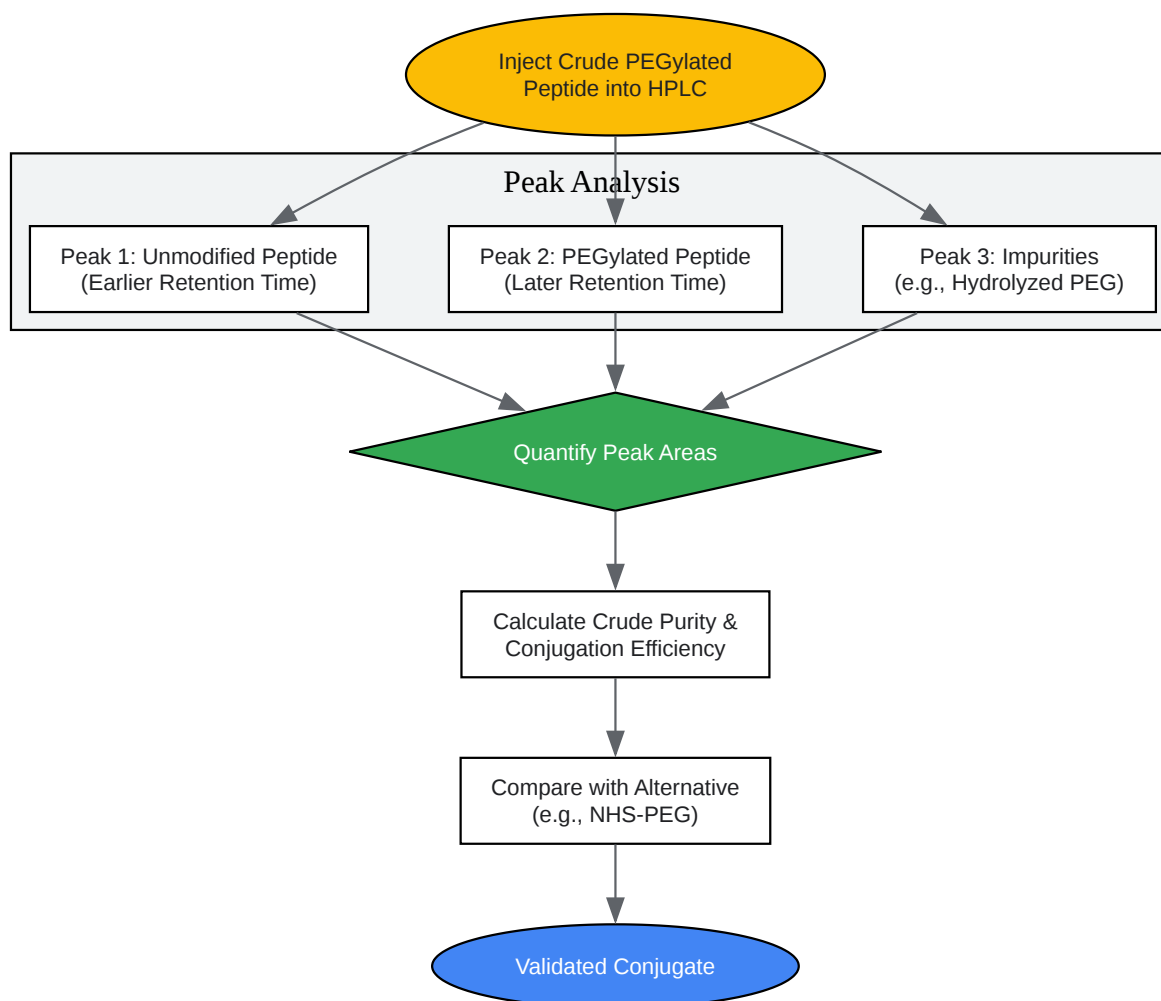 Inject Crude PEGylated
Peptide into HPLC
Peak Analysis
Peak 1: Unmodified Peptide
(Earlier Retention Time)
Peak 2: PEGylated Peptide
(Later Retention Time)
Peak 3: Impurities
(e.g., Hydrolyzed PEG)
Quantify Peak Areas
Calculate Crude Purity &
Conjugation Efficiency
Compare with Alternative
(e.g., NHS-PEG)
Validated Conjugate